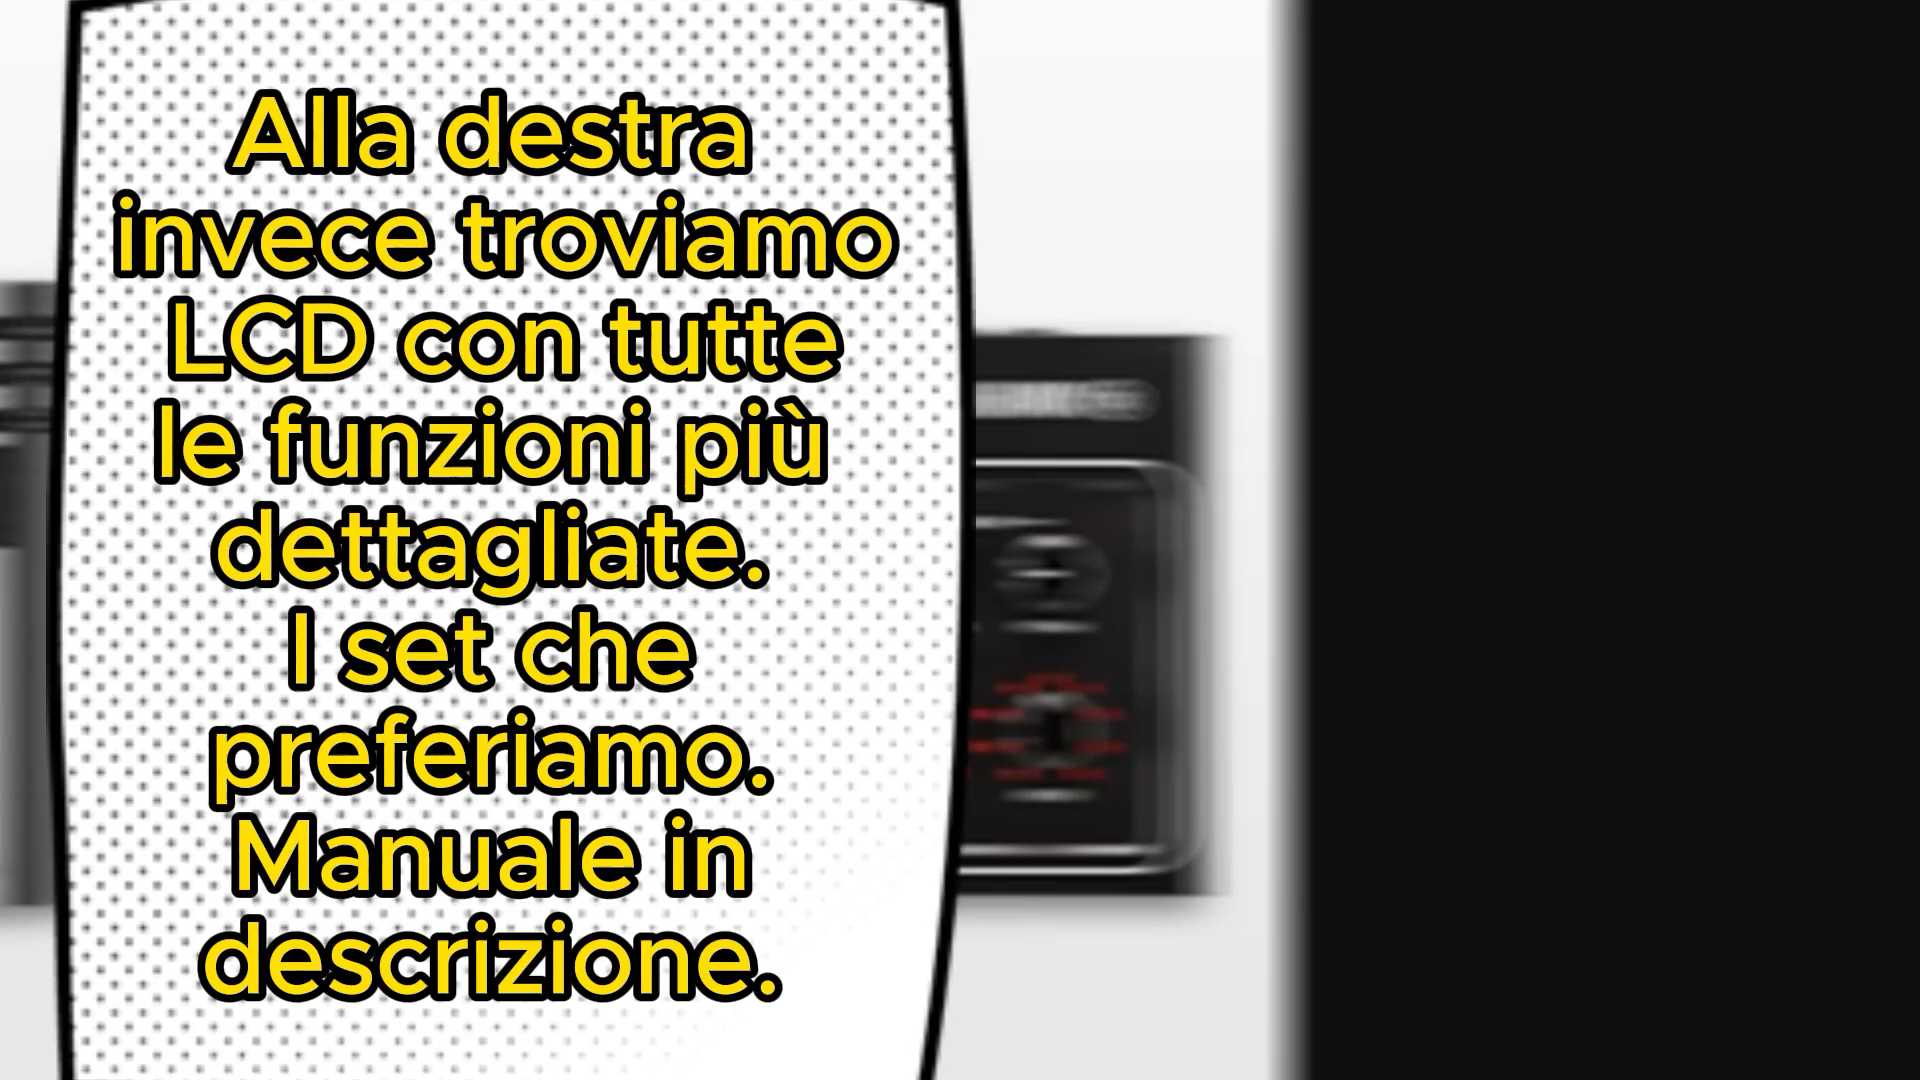 Alla destra
invece troviamo
LCD con tutte
le funzioni più
dettagliate.
I set che
preferiamo.
Manuale in
descrizione.